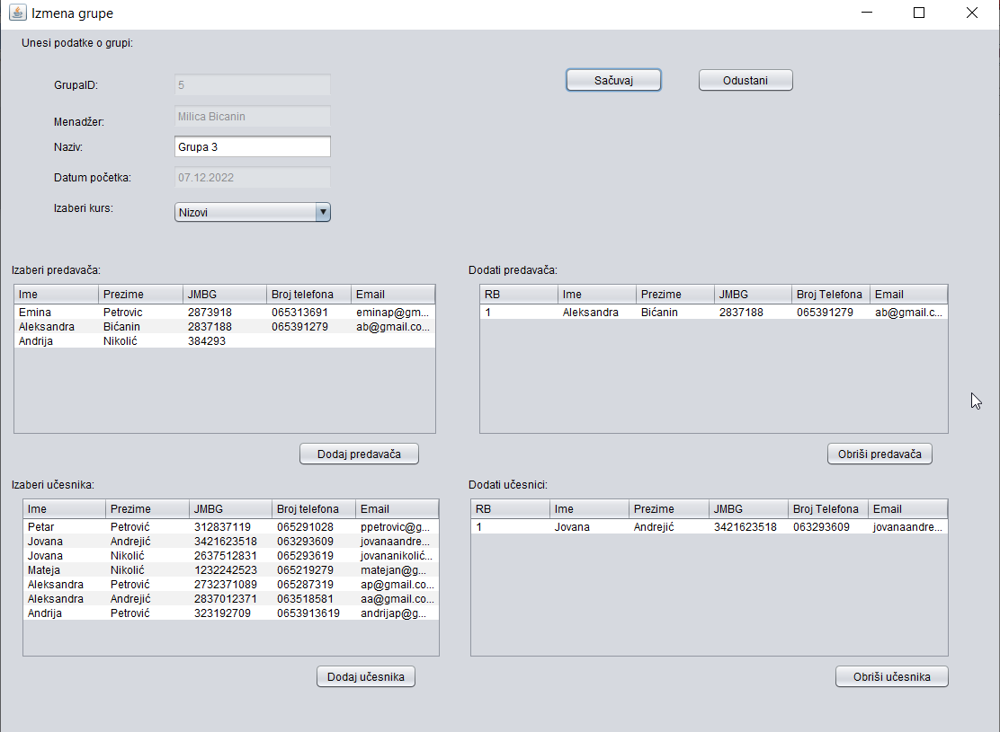 Izmena grupe
Unesi podatke o grupi:
GrupaID: 5
Sačuvaj Odustani
Menadžer: Milica Bicanin
Naziv: Grupa 3
Datum početka: 07.12.2022
Izaberi kurs: Nizovi
Izaberi predavača:
Ime Prezime JMBG Broj telefona Email
Emina Petrovic 2873918 065313691 eminap@gm...
Aleksandra Bićanin 2837188 065391279 ab@gmail.co...
Andrija Nikolić 384293
Dodaj predavača
Dodati predavača:
RB Ime Prezime JMBG Broj Telefona Email
1 Aleksandra Bićanin 2837188 065391279 ab@gmail.c...
Obriši predavača
Izaberi učesnika:
Ime Prezime JMBG Broj telefona Email
Petar Petrović 312837119 065291028 ppetrovic@g...
Jovana Andrejić 3421623518 063293609 jovanaandre...
Jovana Nikolić 2637512831 065293619 jovananikolić...
Mateja Nikolić 1232242523 065219279 matejan@g...
Aleksandra Petrović 2732371089 065287319 ap@gmail.co...
Aleksandra Andrejić 2837012371 063518581 aa@gmail.co...
Andrija Petrović 323192709 0653913619 andrijap@g...
Dodaj učesnika
Dodati učesnici:
RB Ime Prezime JMBG Broj Telefona Email
1 Jovana Andrejić 3421623518 063293609 jovanaandre...
Obriši učesnika